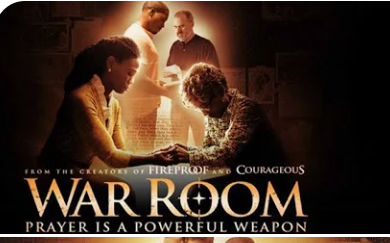 FROM THE CREATORS OF FIREPROOF AND COURAGEOUS
WAR ROOM
PRAYER IS A POWERFUL WEAPON